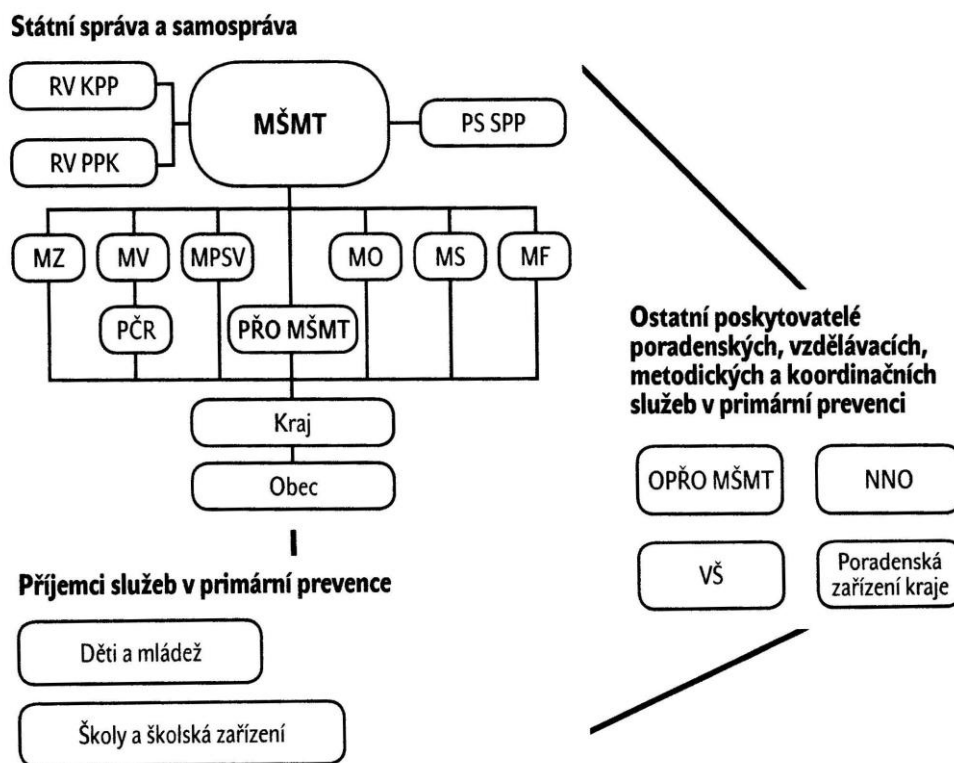 Státní správa a samospráva
RV KPP
MŠMT
PS SPP
RV PPK
MZ
MV
MPSV
MO
MS
MF
PČR
PŘO MŠMT
Kraj
Obec
Ostatní poskytovatelé
poradenských, vzdělávacích,
metodických a koordinačních
služeb v primární prevenci
OPŘO MŠMT
NNO
VŠ
Poradenská
zařízení kraje
Příjemci služeb v primární prevence
Děti a mládež
Školy a školská zařízení